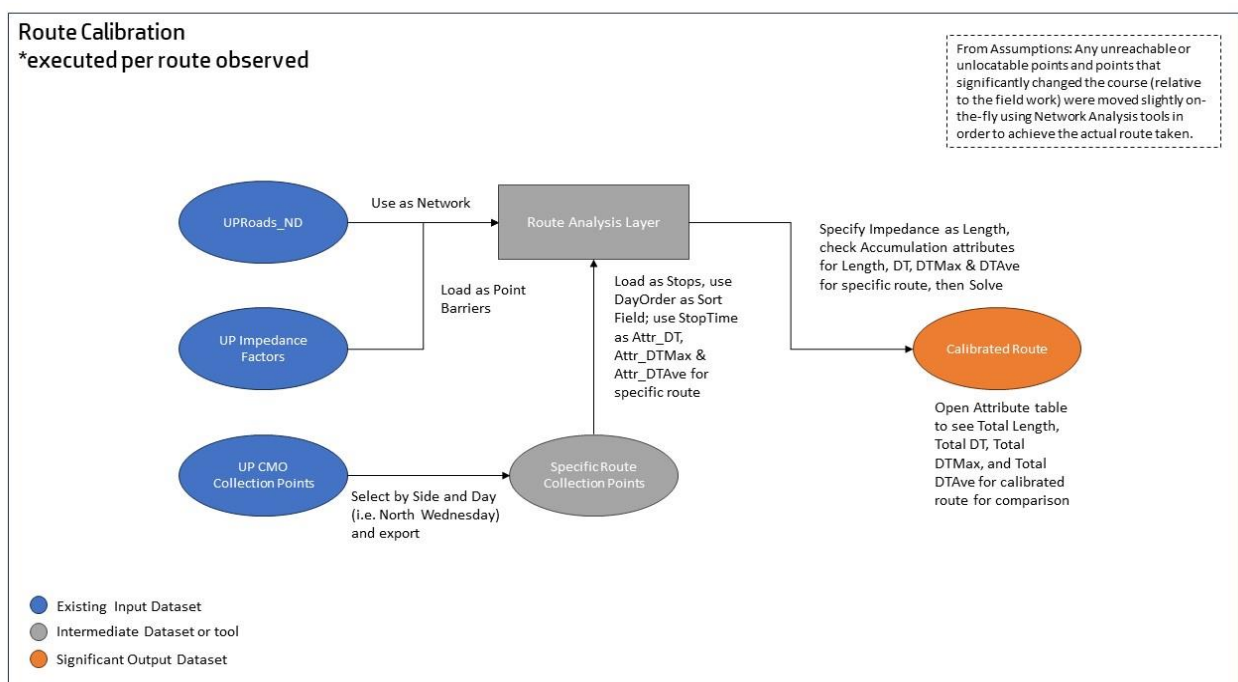 Route Calibration
*executed per route observed
From Assumptions: Any unreachable or
unlocatable points and points that
significantly changed the course (relative
to the field work) were moved slightly on-
the-fly using Network Analysis tools in
order to achieve the actual route taken.
UPRoads_ND
Use as Network
Route Analysis Layer
Specify Impedance as Length,
check Accumulation attributes
for Length, DT, DTMax & DTAve
for specific route, then Solve
Load as Point
Barriers
Load as Stops, use
DayOrder as Sort
Field; use StopTime
as Attr_DT,
Attr_DTMax &
Attr_DTAve for
specific route
UP Impedance
Factors
Calibrated Route
Open Attribute table
to see Total Length,
Total DT, Total
DTMax, and Total
DTAve for calibrated
route for comparison
UP CMO
Collection Points
Select by Side and Day
(i.e. North Wednesday)
and export
Specific Route
Collection Points
Existing Input Dataset
Intermediate Dataset or tool
Significant Output Dataset